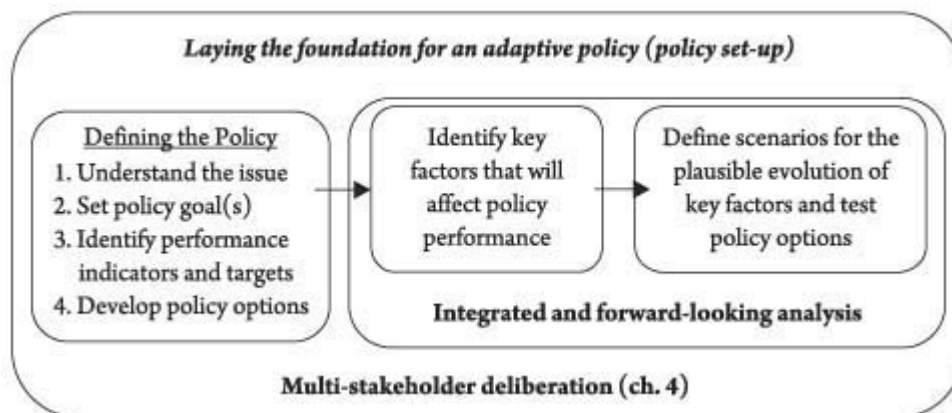 Laying the foundation for an adaptive policy (policy set-up)
Defining the Policy
1. Understand the issue
2. Set policy goal(s)
3. Identify performance
indicators and targets
4. Develop policy options
Identify key
factors that will
affect policy
performance
Define scenarios for the
plausible evolution of
key factors and test
policy options
Integrated and forward-looking analysis
Multi-stakeholder deliberation (ch. 4)